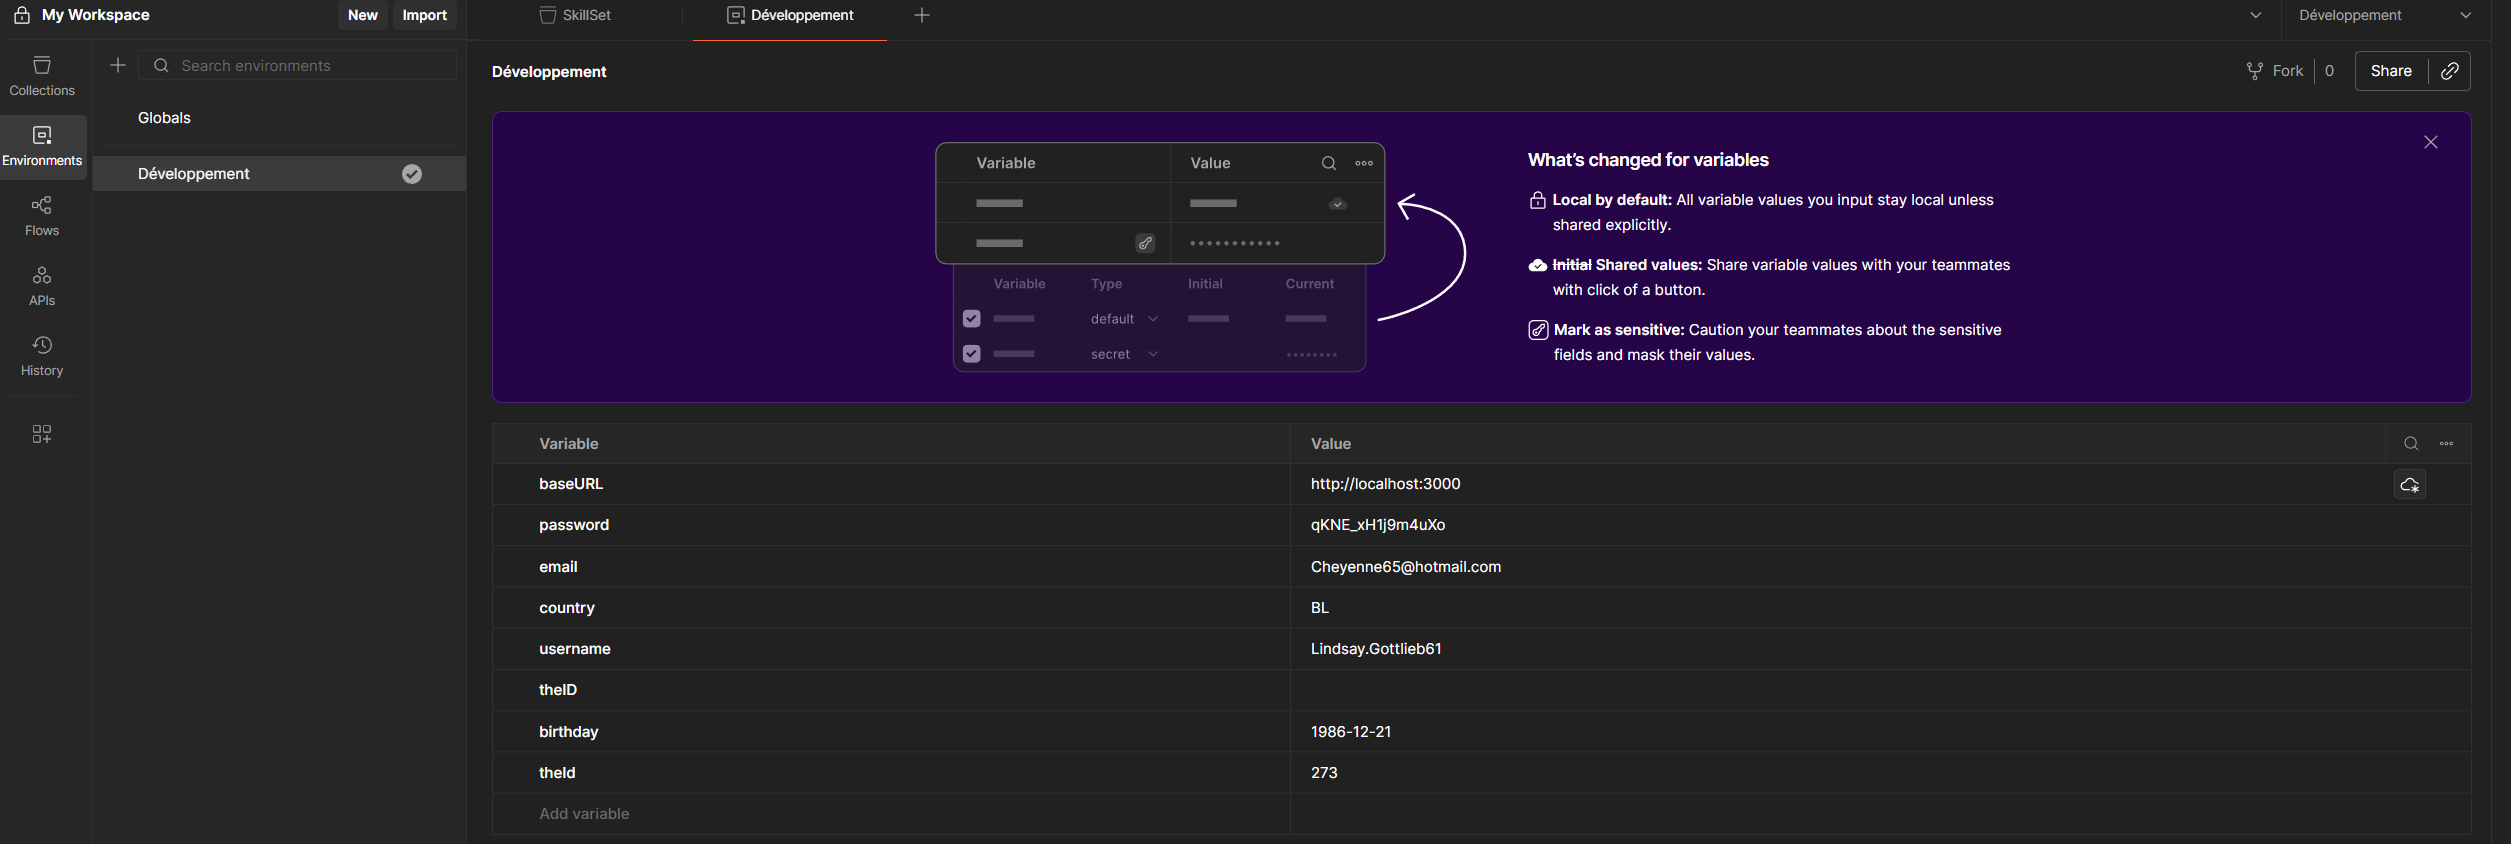 My Workspace
New
Import
SkillSet
Développement
Développement
Collections
Environments
Flows
APIs
History
Search environments
Globals
Développement
Développement
Fork
0
Share
Variable
Value
Variable
Type
Initial
Current
default
secret
What's changed for variables
Local by default: All variable values you input stay local unless
shared explicitly.
Initial Shared values: Share variable values with your teammates
with click of a button.
Mark as sensitive: Caution your teammates about the sensitive
fields and mask their values.
Variable
Value
baseURL
http://localhost:3000
password
qKNE_xH1j9m4uXo
email
Cheyenne65@hotmail.com
country
BL
username
Lindsay.Gottlieb61
theID
birthday
1986-12-21
theId
273
Add variable